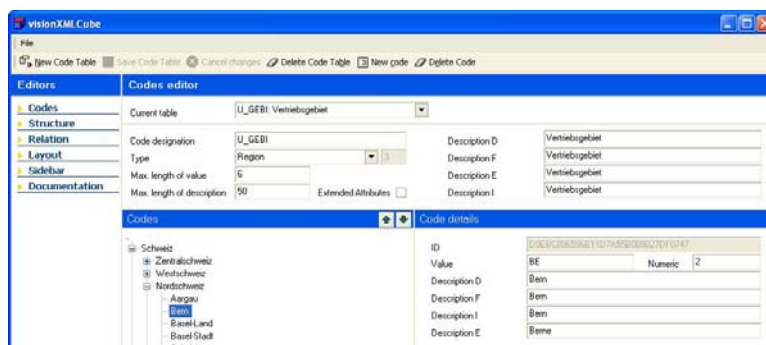 visionXMLCube
File
New Code Table Save Code Table Cancel changes Delete Code Table New code Delete Code
Editors Codes editor
Codes
Structure
Relation
Layout
Sidebar
Documentation
Current table U_GEBI: Vertriebsgebiet
Code designation U_GEBI Description D Vertriebsgebiet
Type Region 3 Description F Vertriebsgebiet
Max. length of value 6 Description E Vertriebsgebiet
Max. length of description 50 Extended Attributes Description I Vertriebsgebiet
Codes
Schweiz
Zentralschweiz
Westschweiz
Nordschweiz
Aargau
Bern
Basel-Land
Basel-Stadt
Code details
ID
Value BE Numeric 2
Description D Bern
Description F Bern
Description I Bern
Description E Berne